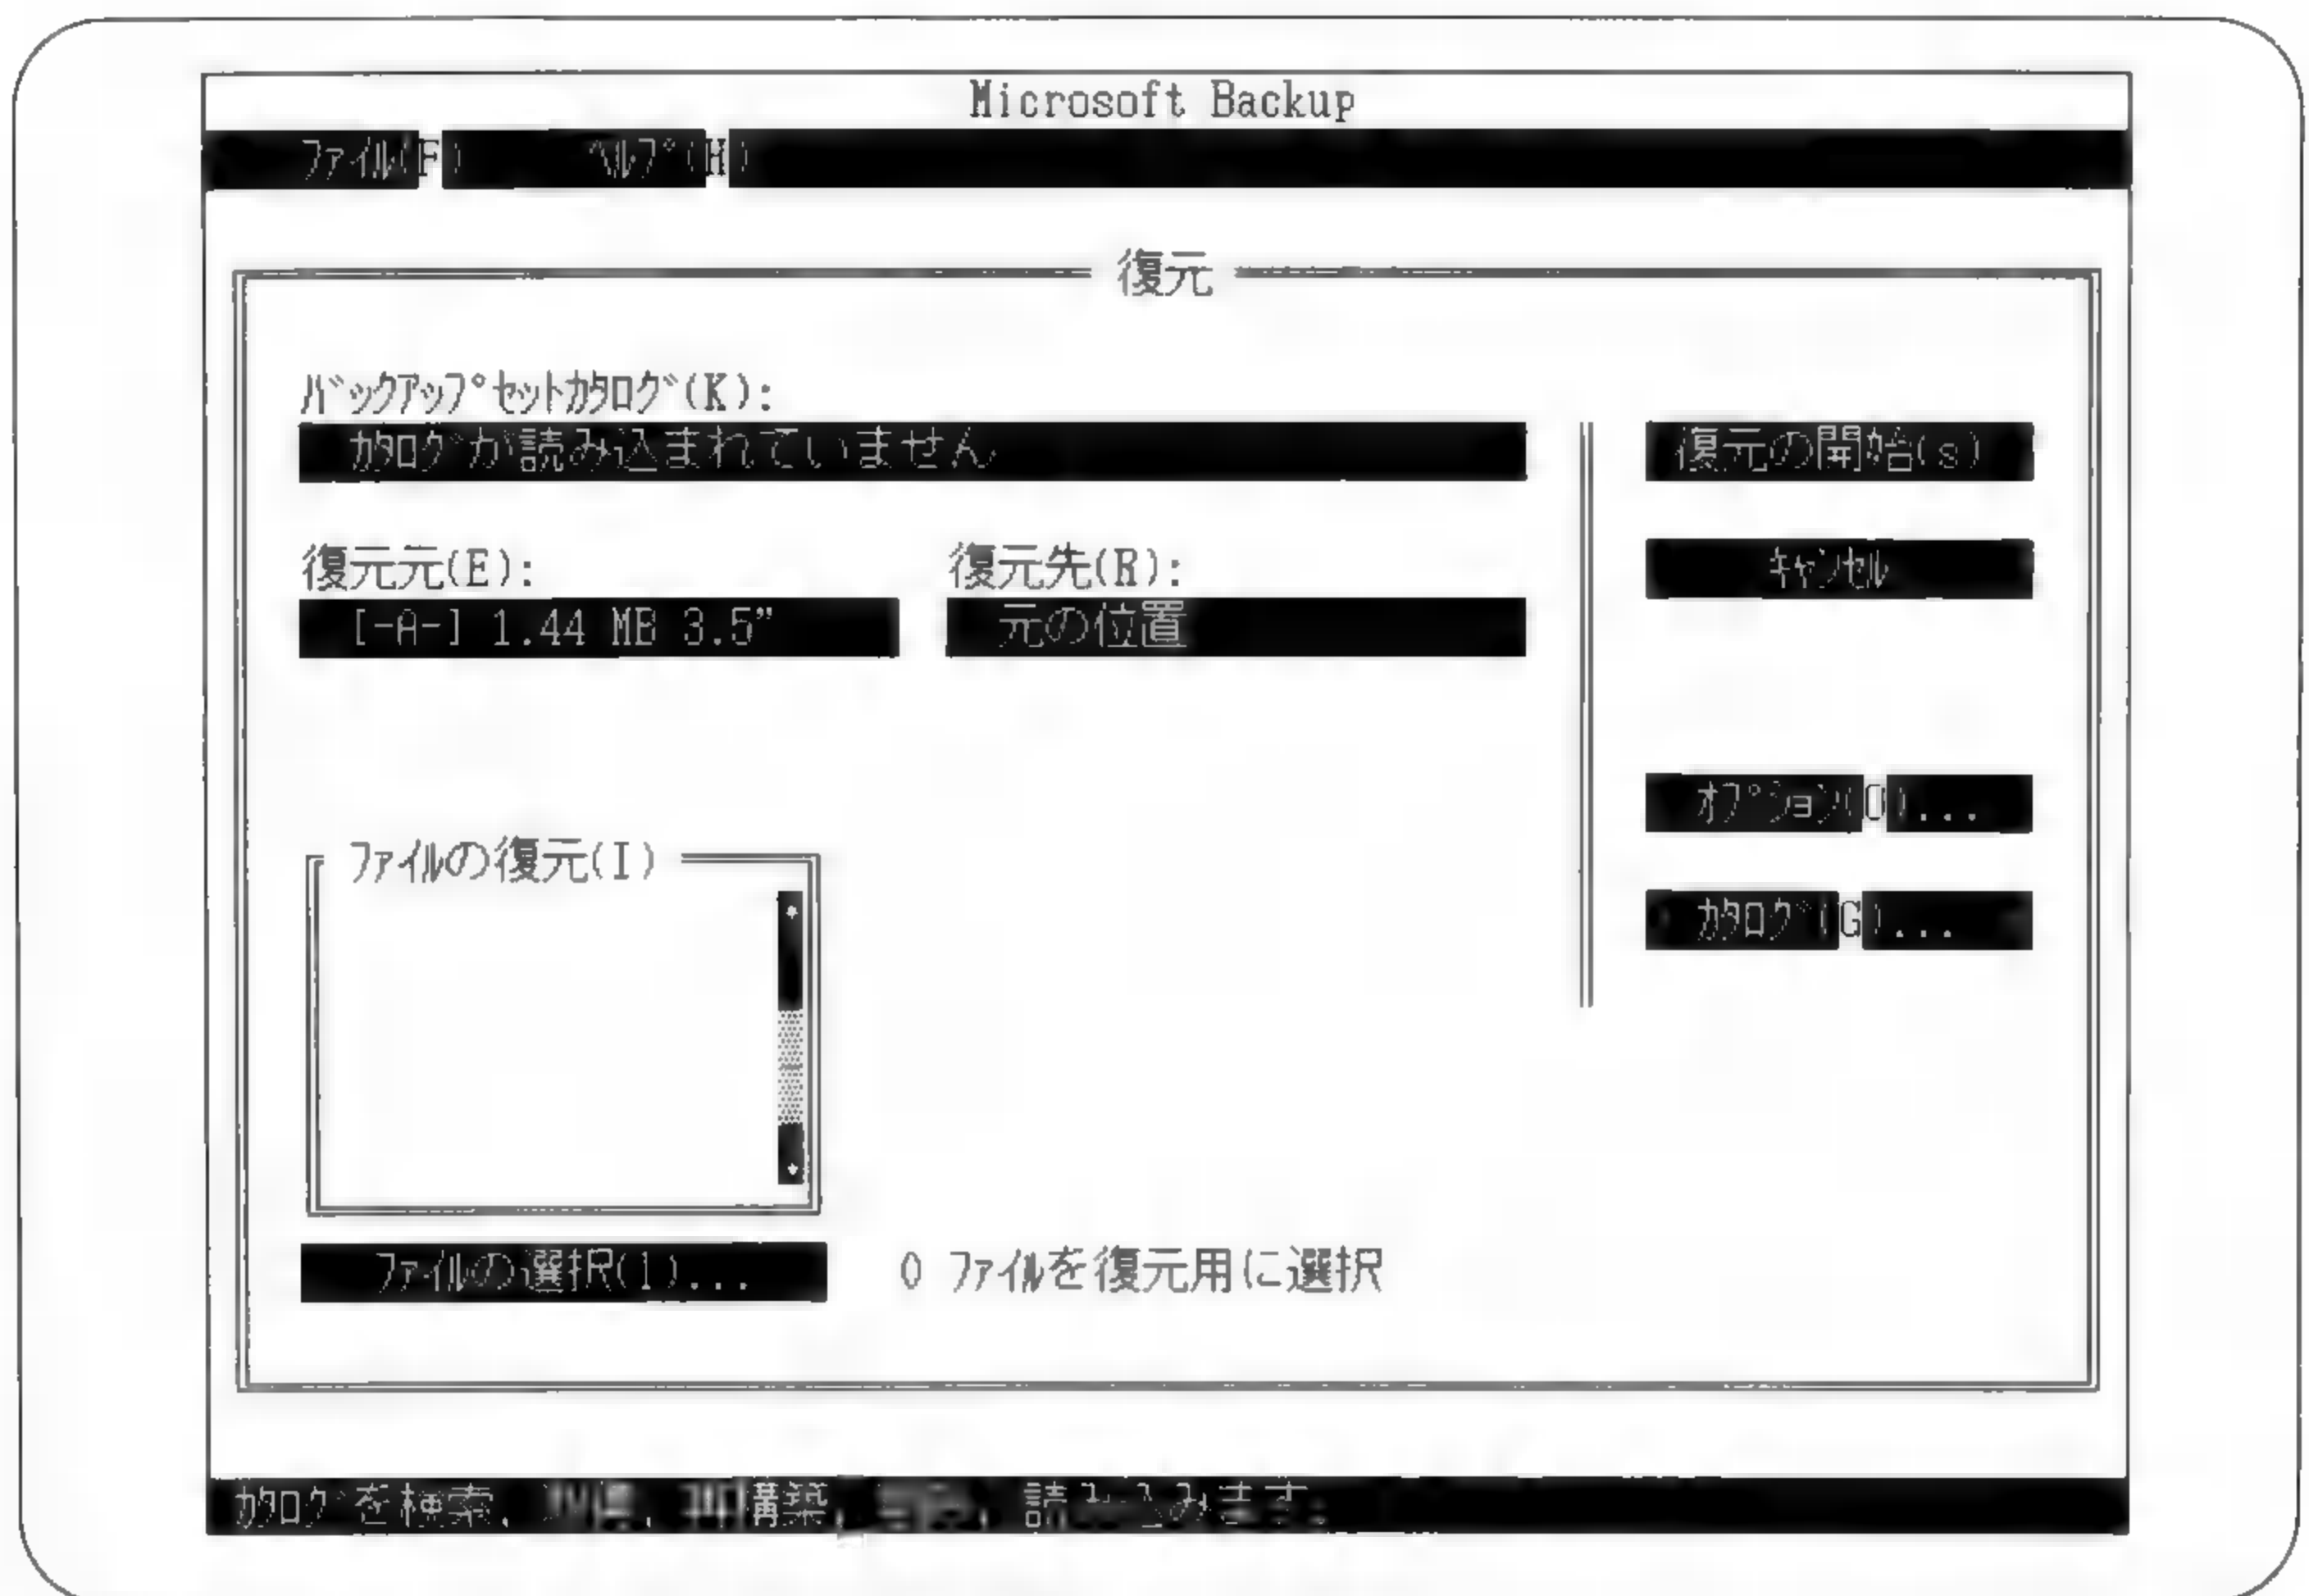 Microsoft Backup
ファイル(F) ヘルプ(H)
復元
バックアップセットカタログ(K):
カタログが読み込まれていません
復元の開始(s)
復元元(E): 復元先(R):
キャンセル
[-A-] 1.44 MB 3.5" 元の位置
オプション(O)...
ファイルの復元(I)
カタログ(G)...
ファイルの選択(l)... 0 ファイルを復元用に選択
カタログを検索, 構築, 読み込みます.